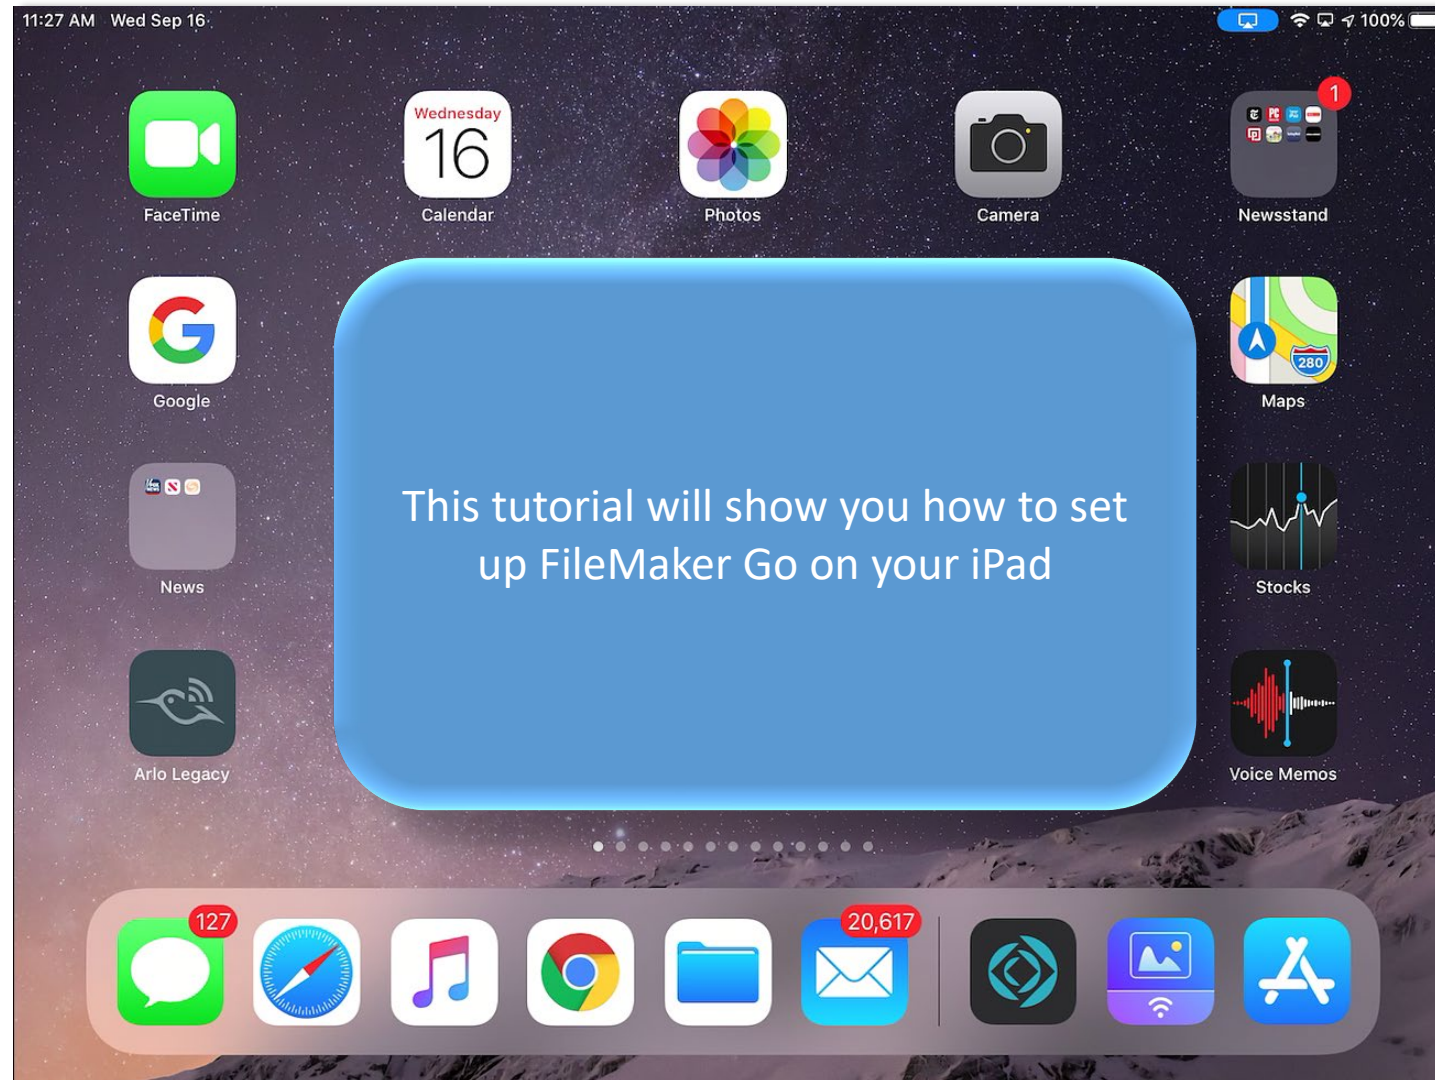 11:27 AM Wed Sep 16
100%
Wednesday
16
1
FaceTime
Calendar
Photos
Camera
Newsstand
280
Google
Maps
This tutorial will show you how to set
up FileMaker Go on your iPad
News
Stocks
Arlo Legacy
Voice Memos
127
20,617